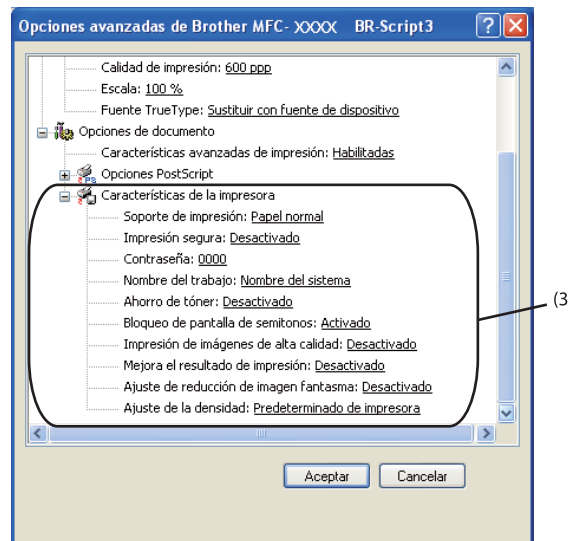 Opciones avanzadas de Brother MFC- XXXX BR-Script3
Calidad de impresión: 600 ppp
Escala: 100 %
Fuente TrueType: Sustituir con fuente de dispositivo
Opciones de documento
Características avanzadas de impresión: Habilitadas
Opciones PostScript
Características de la impresora
Soporte de impresión: Papel normal
Impresión segura: Desactivado
Contraseña: 0000
Nombre del trabajo: Nombre del sistema
Ahorro de tóner: Desactivado
Bloqueo de pantalla de semitonos: Activado
Impresión de imágenes de alta calidad: Desactivado
Mejora el resultado de impresión: Desactivado
Ajuste de reducción de imagen fantasma: Desactivado
Ajuste de la densidad: Predeterminado de impresora
(3
Aceptar Cancelar